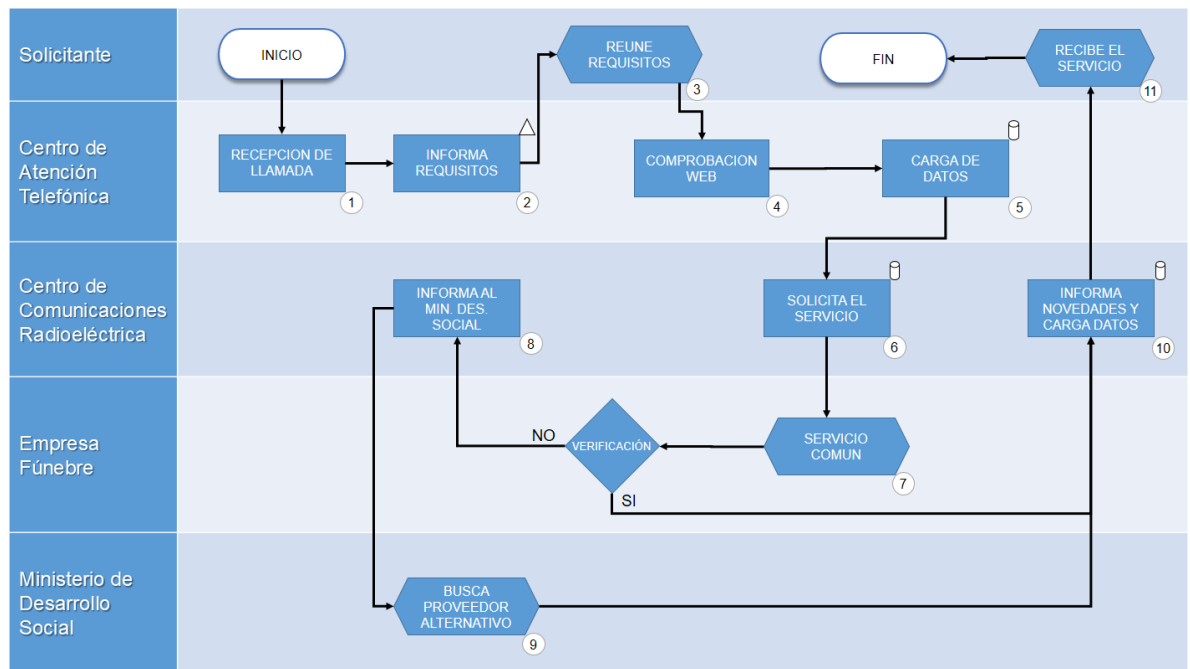 Solicitante
INICIO
REUNE
REQUISITOS
3
FIN
RECIBE EL
SERVICIO
11
Centro de
Atención
Telefónica
RECEPCION DE
LLAMADA
1
INFORMA
REQUISITOS
2
COMPROBACION
WEB
4
CARGA DE
DATOS
5
Centro de
Comunicaciones
Radioeléctrica
INFORMA AL
MIN. DES.
SOCIAL
8
SOLICITA EL
SERVICIO
6
INFORMA
NOVEDADES Y
CARGA DATOS
10
Empresa
Fúnebre
NO
VERIFICACIÓN
SI
SERVICIO
COMUN
7
Ministerio de
Desarrollo
Social
BUSCA
PROVEEDOR
ALTERNATIVO
9